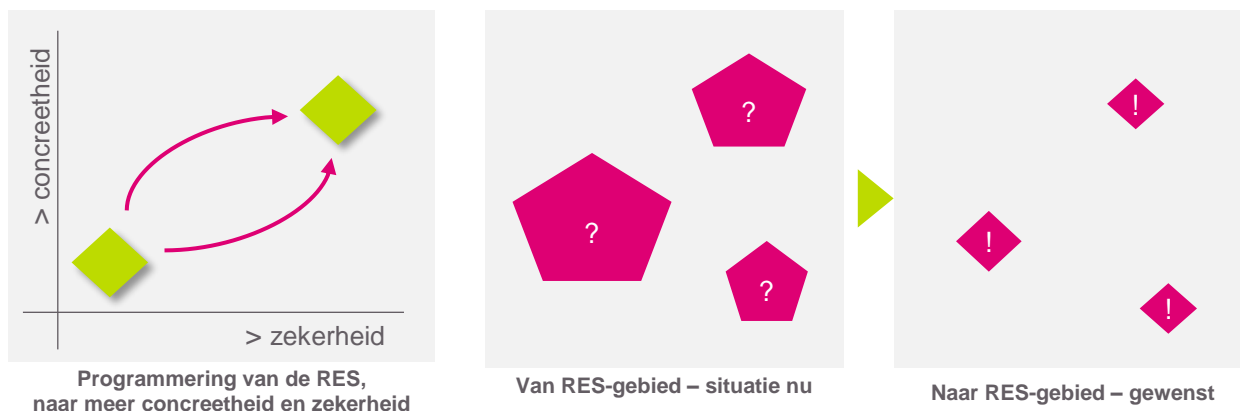 > concreetheid
> zekerheid
Programmering van de RES,
naar meer concreetheid en zekerheid
?
?
?
Van RES-gebied – situatie nu
!
!
!
Naar RES-gebied – gewenst